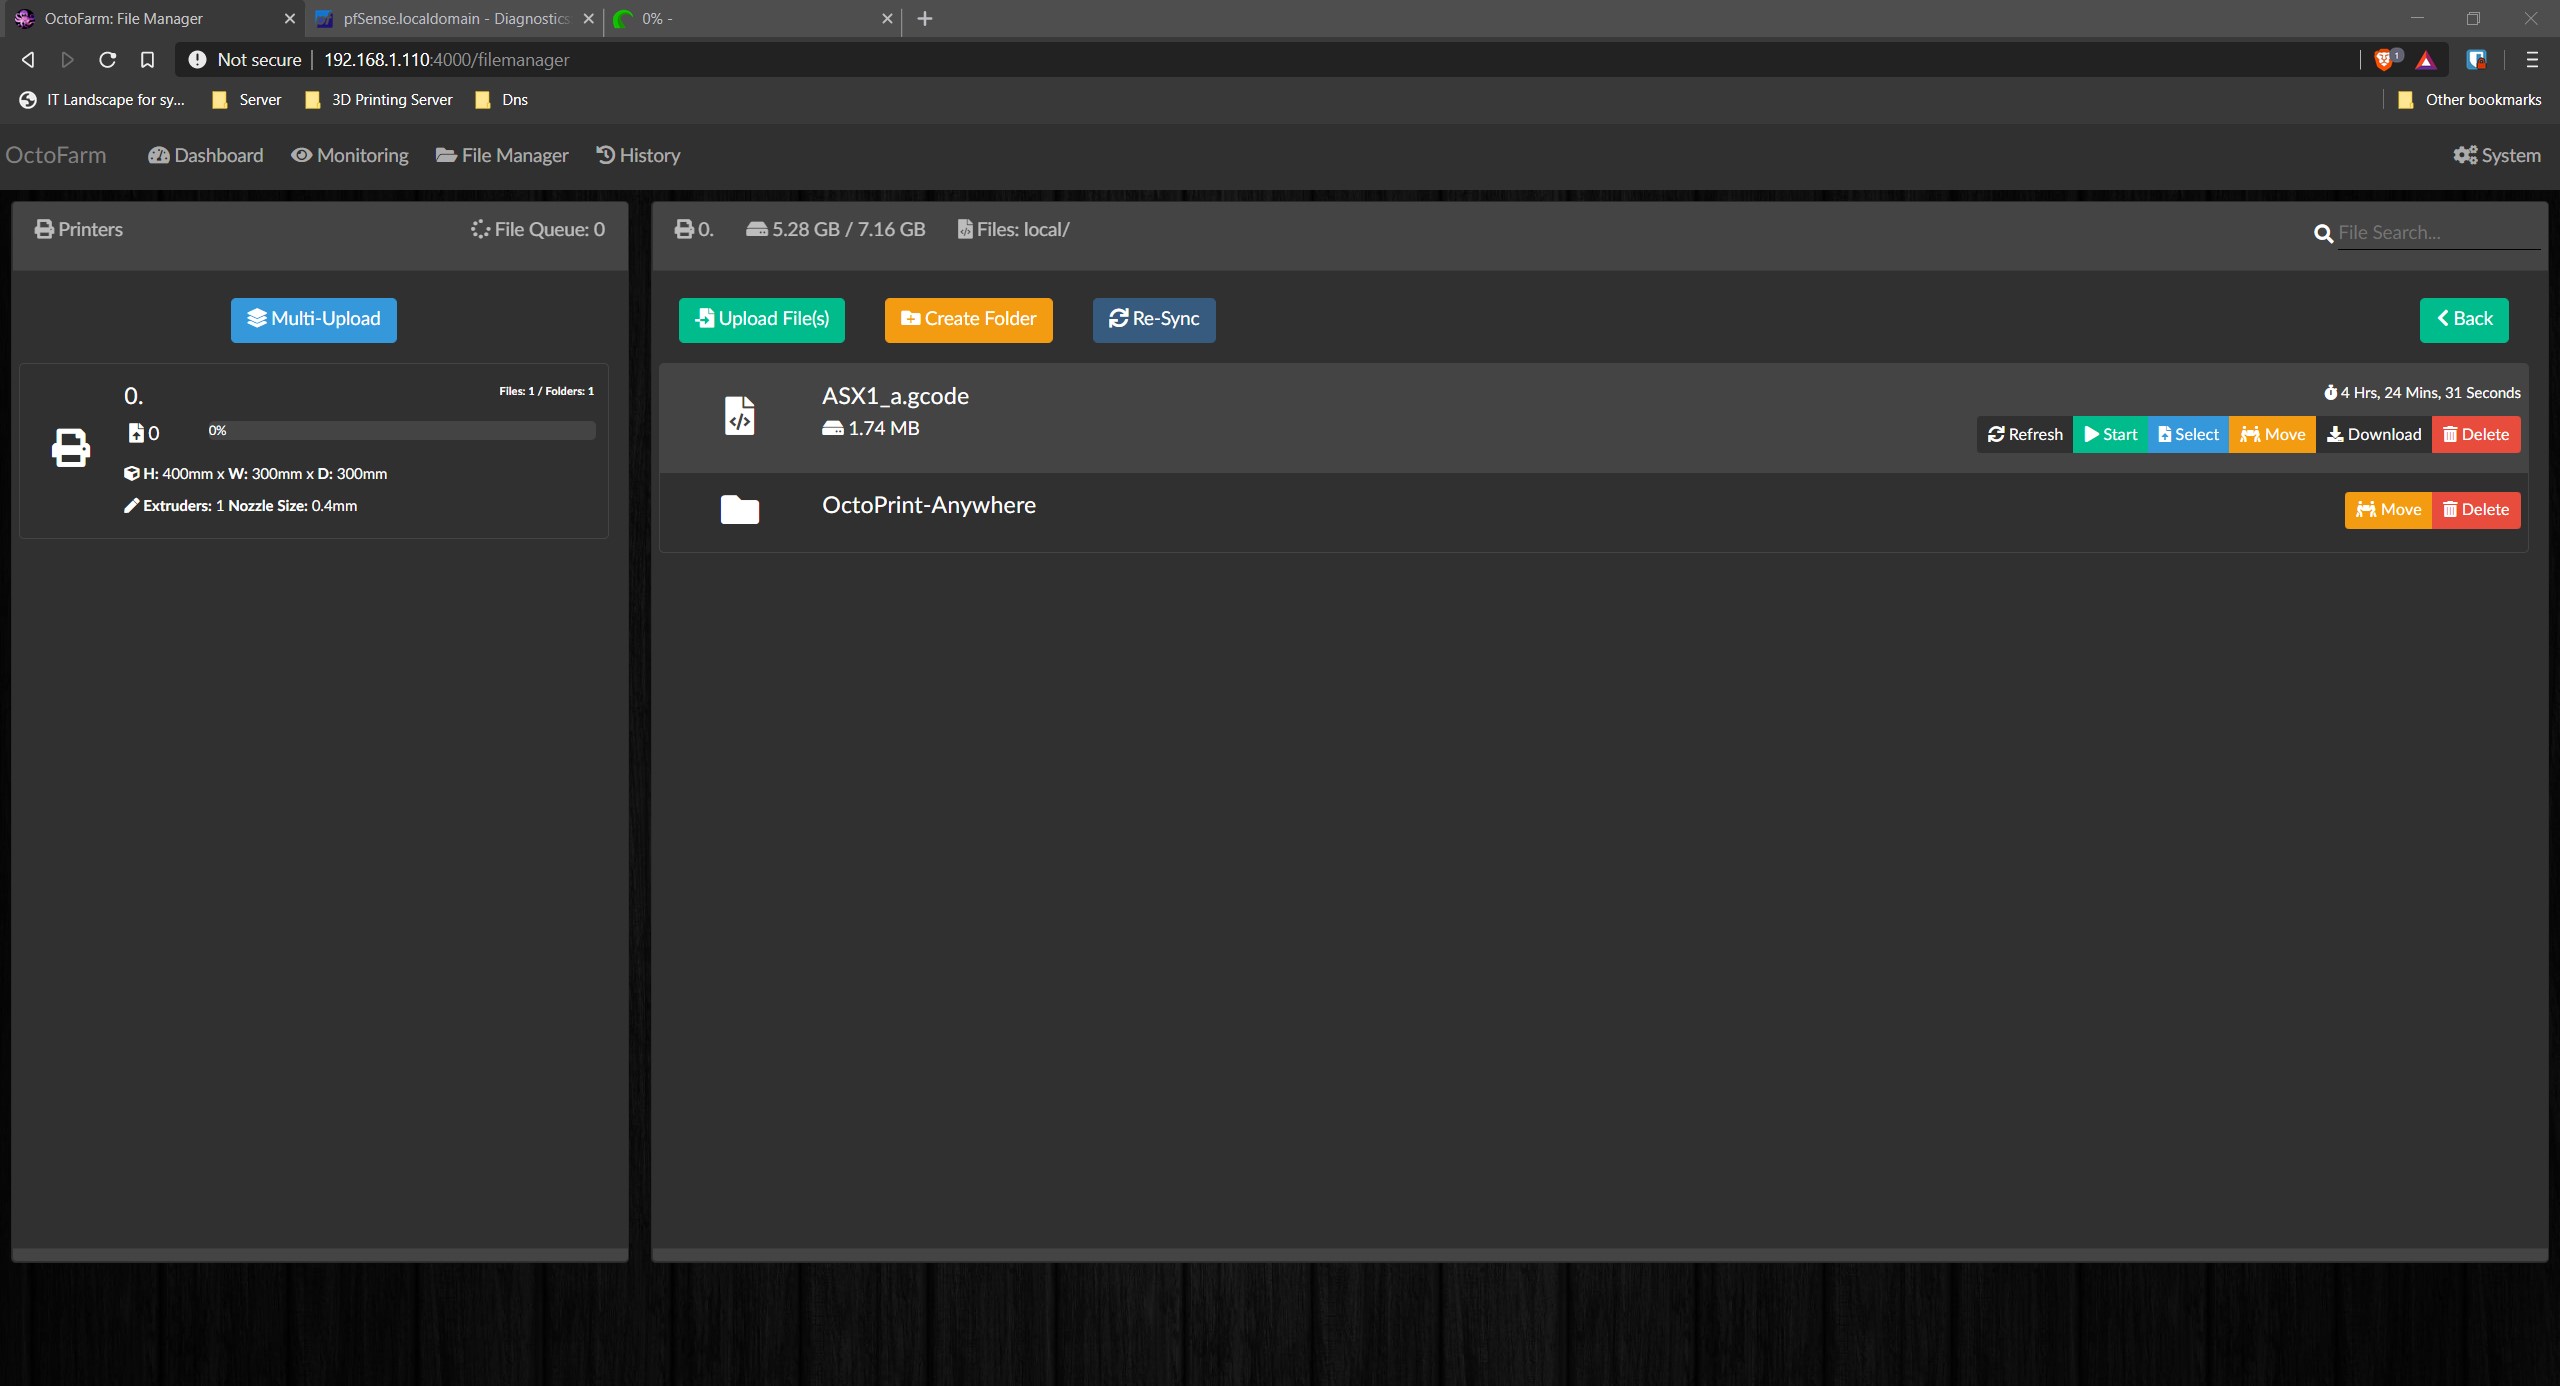 OctoFarm: File Manager
pfSense.localdomain - Diagnostics:
0% -
Not secure 192.168.1.110:4000/filemanager
1
IT Landscape for sy... Server 3D Printing Server Dns Other bookmarks
OctoFarm Dashboard Monitoring File Manager History System
Printers File Queue: 0
Multi-Upload
0. Files: 1 / Folders: 1
0 0%
H: 400mm x W: 300mm x D: 300mm
Extruders: 1 Nozzle Size: 0.4mm
0. 5.28 GB / 7.16 GB Files: local/ File Search...
Upload File(s) Create Folder Re-Sync Back
ASX1_a.gcode 4 Hrs, 24 Mins, 31 Seconds
1.74 MB Refresh Start Select Move Download Delete
OctoPrint-Anywhere Move Delete